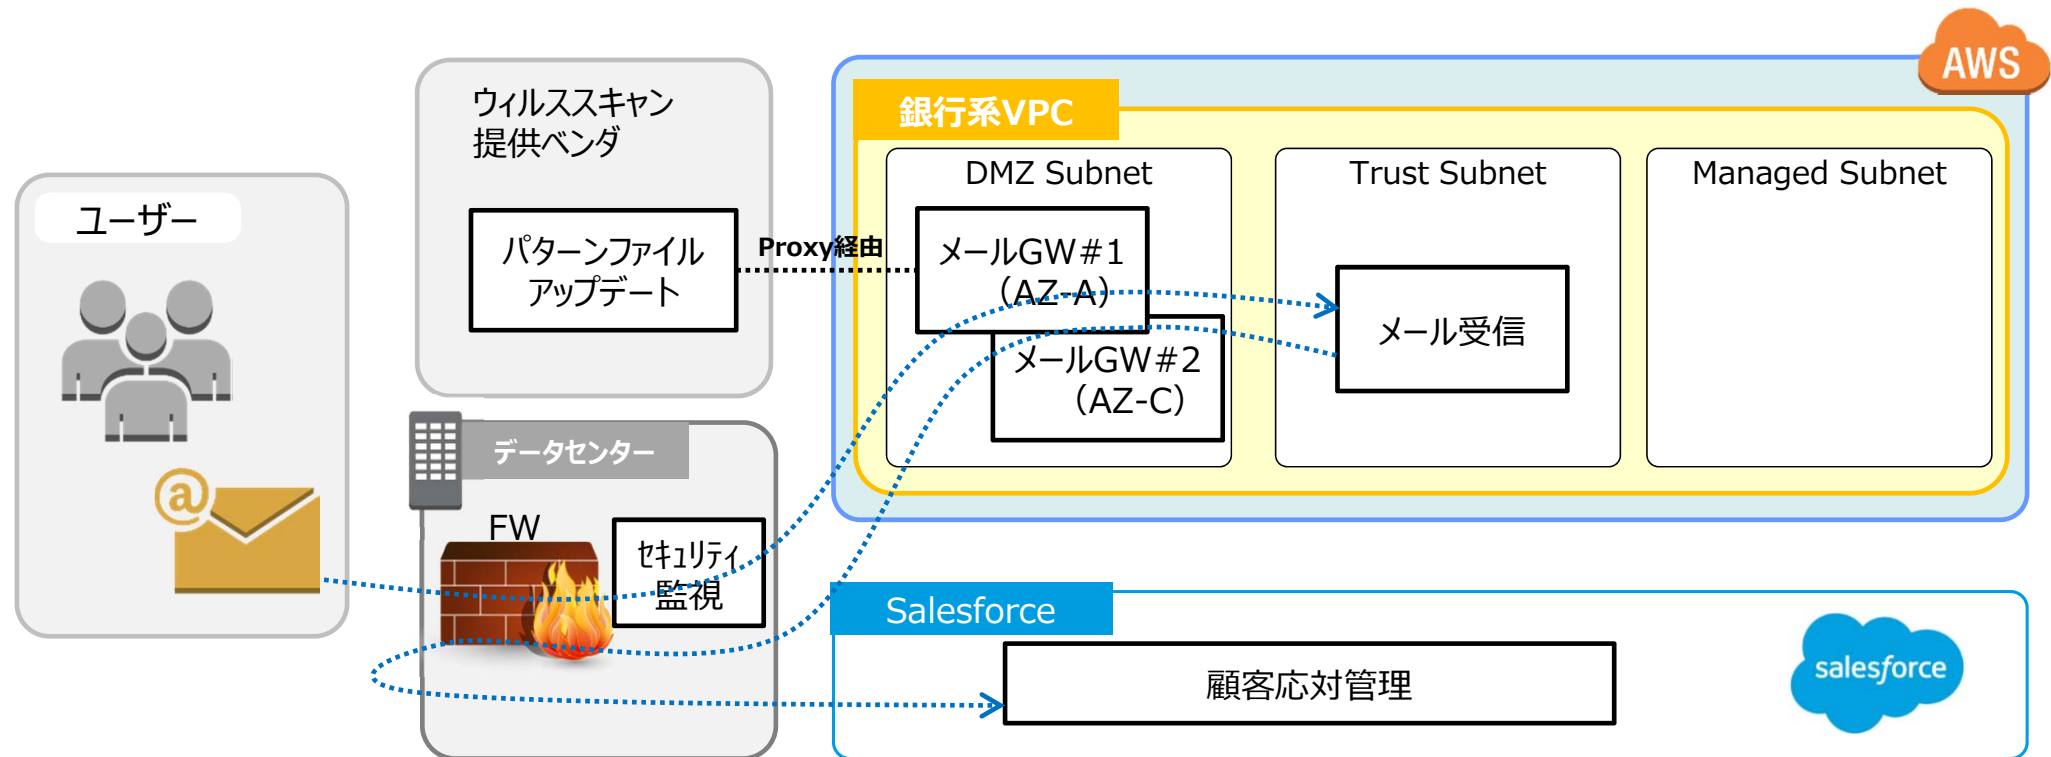 AWS
ウィルススキャン
提供ベンダ
銀行系VPC
DMZ Subnet
Trust Subnet
Managed Subnet
ユーザー
パターンファイル
アップデート
Proxy経由
メールGW#1
（AZ-A）
メール受信
メールGW#2
（AZ-C）
データセンター
@
FW
ｾｷｭﾘﾃｨ
監視
Salesforce
顧客応対管理
salesforce